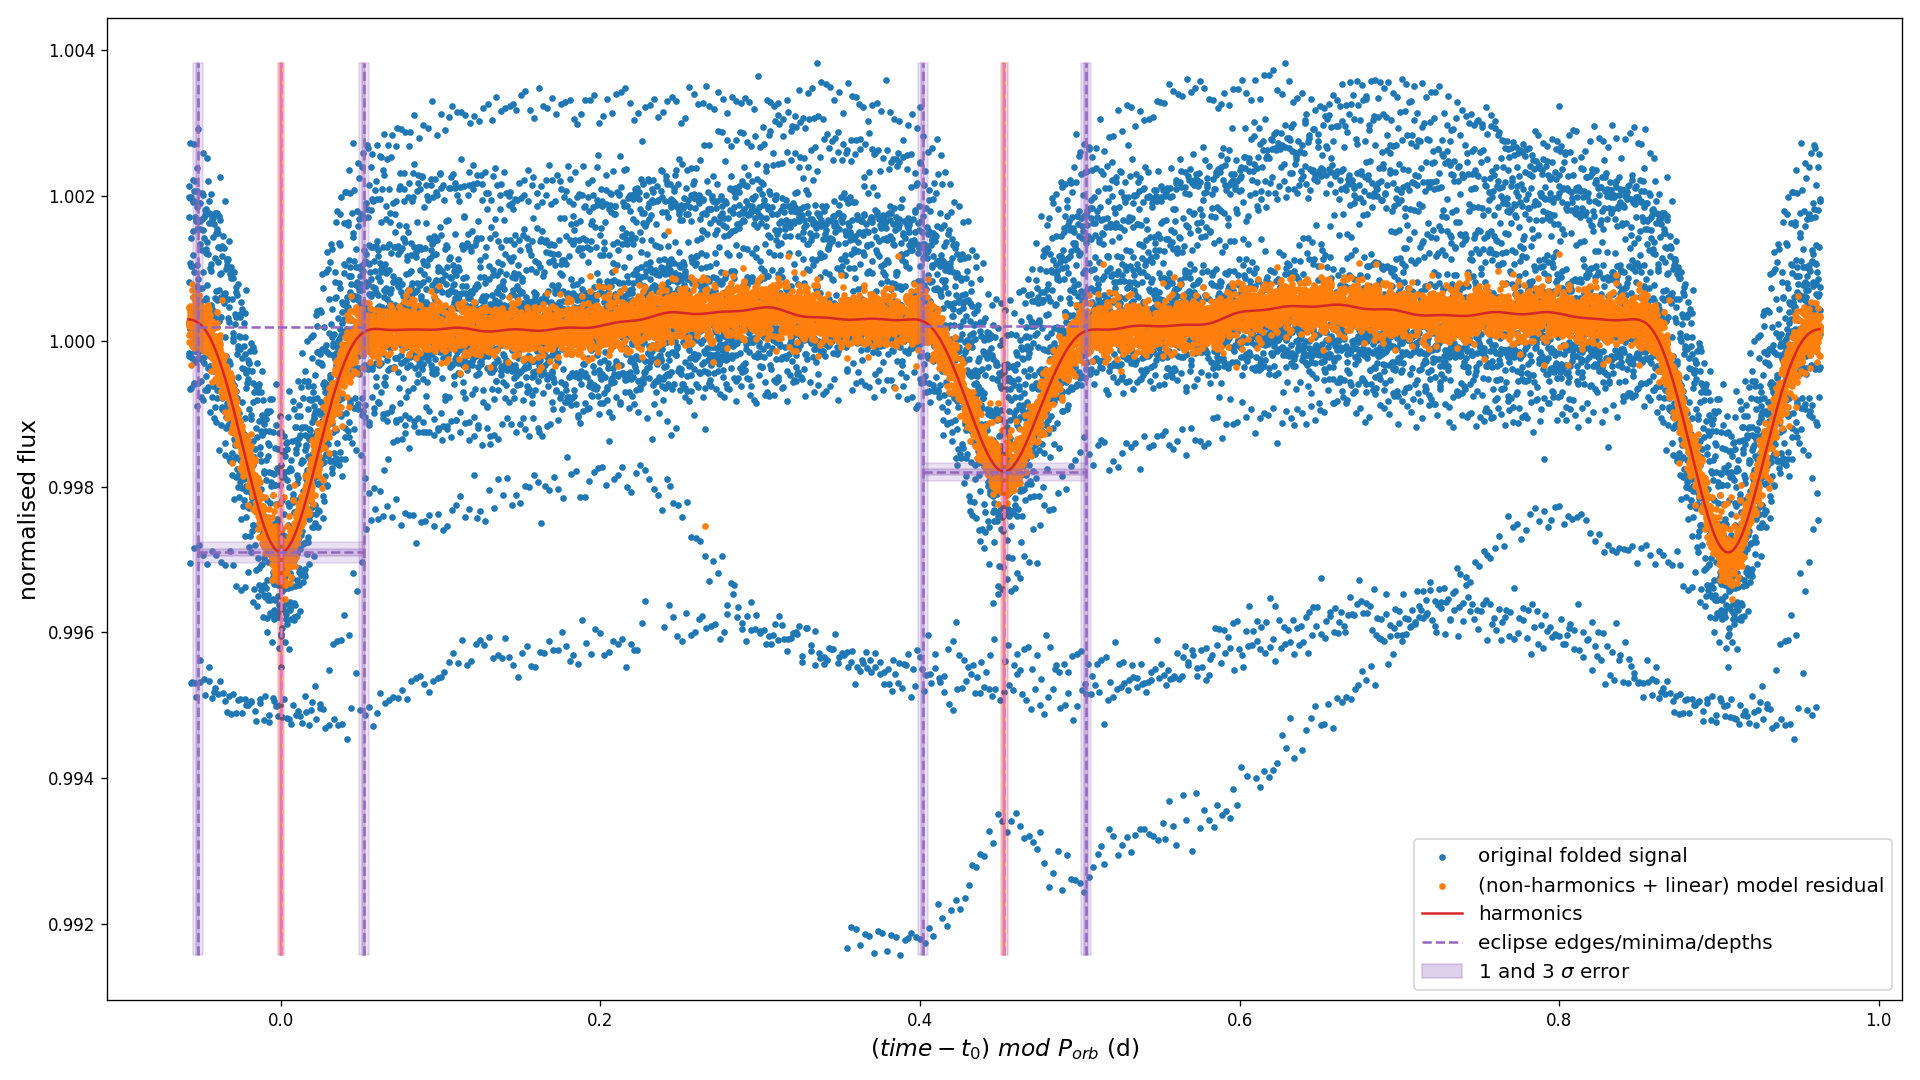 normalised flux
1.004
1.002
1.000
0.998
0.996
0.994
0.992
0.0
0.2
0.4
0.6
0.8
1.0
(time − t₀) mod P_orb (d)
original folded signal
(non-harmonics + linear) model residual
harmonics
eclipse edges/minima/depths
1 and 3 σ error